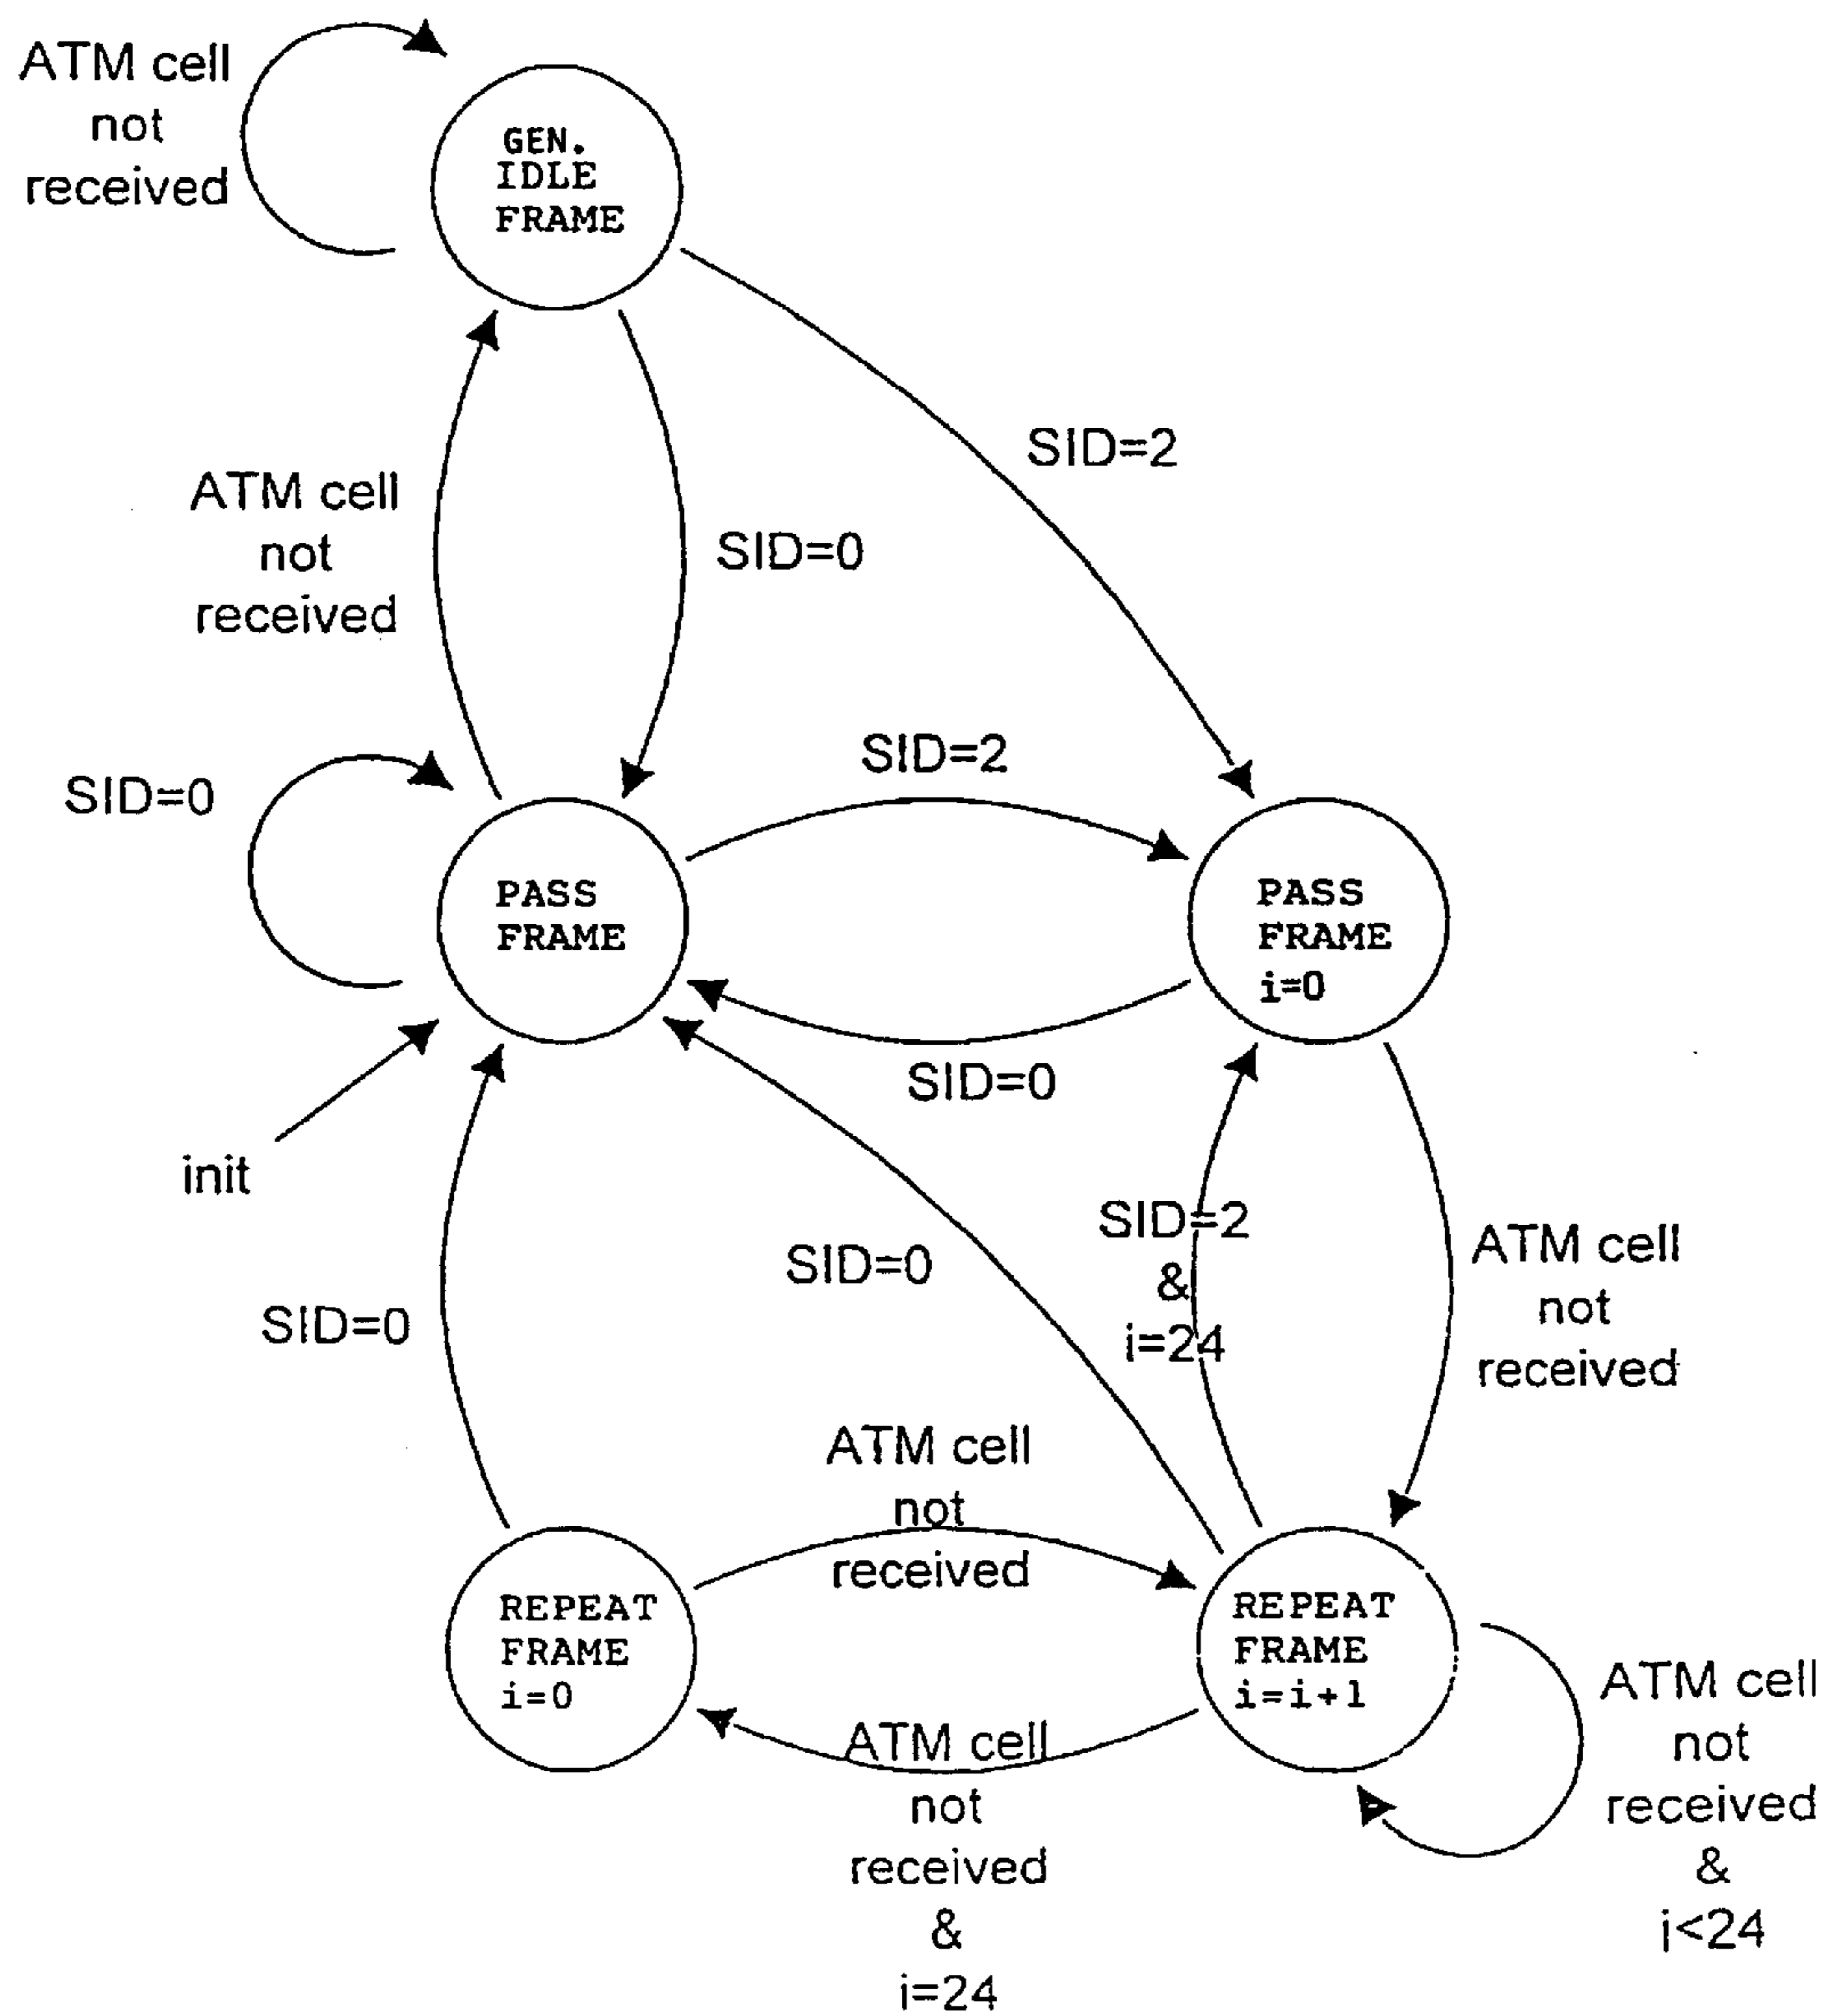 ATM cell
not
received
GEN.
IDLE
FRAME
SID=2
ATM cell
not
received
SID=0
SID=2
SID=0
PASS
FRAME
PASS
FRAME
i=0
SID=0
init
SID=2
&
i=24
SID=0
SID=0
ATM cell
not
received
ATM cell
not
received
REPEAT
FRAME
i=0
REPEAT
FRAME
i=i+1
ATM cell
not
received
&
i=24
ATM cell
not
received
&
i<24